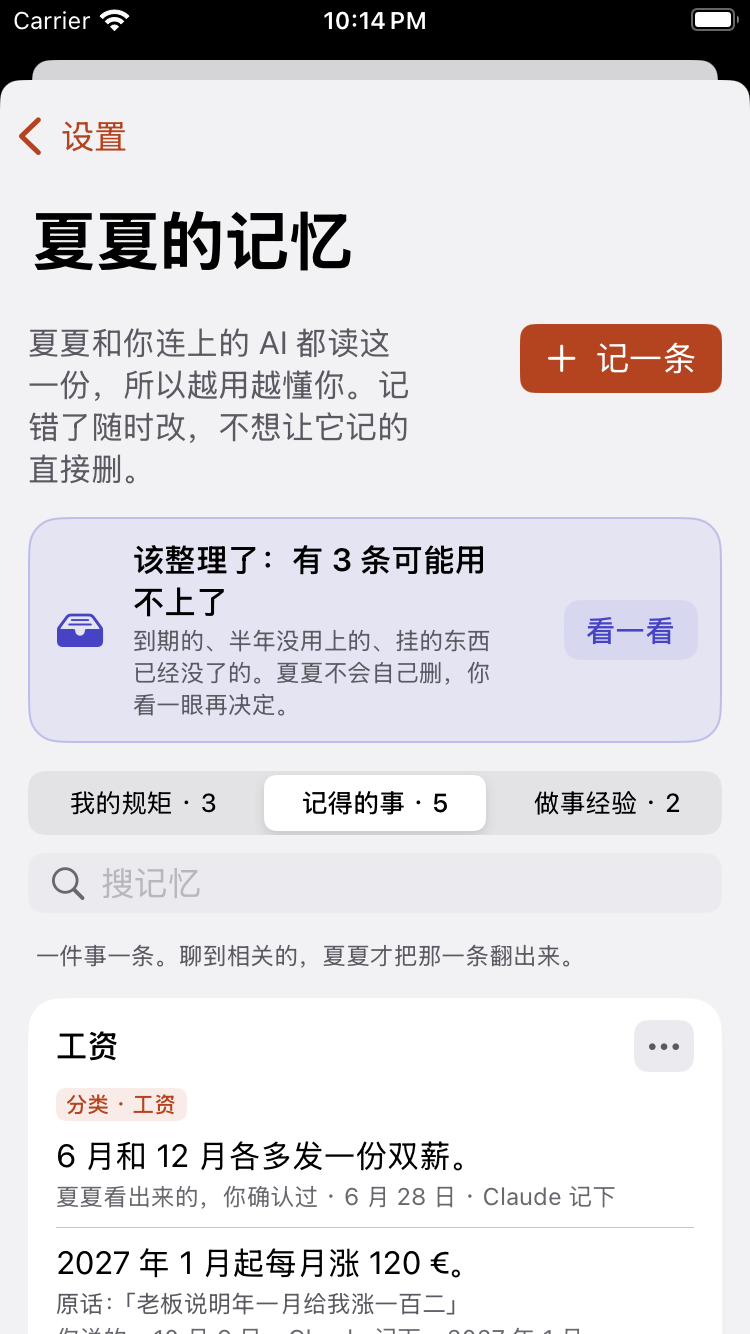 Carrier 10:14 PM
设置
夏夏的记忆
夏夏和你连上的 AI 都读这
一份，所以越用越懂你。记
错了随时改，不想让它记的
直接删。
记一条
该整理了：有 3 条可能用
不上了
到期的、半年没用上的、挂的东西
已经没了的。夏夏不会自己删，你
看一眼再决定。
看一看
我的规矩 · 3 记得的事 · 5 做事经验 · 2
搜记忆
一件事一条。聊到相关的，夏夏才把那一条翻出来。
工资
分类 · 工资
6 月和 12 月各多发一份双薪。
夏夏看出来的，你确认过 · 6 月 28 日 · Claude 记下
2027 年 1 月起每月涨 120 €。
原话：「老板说明年一月给我涨一百二」